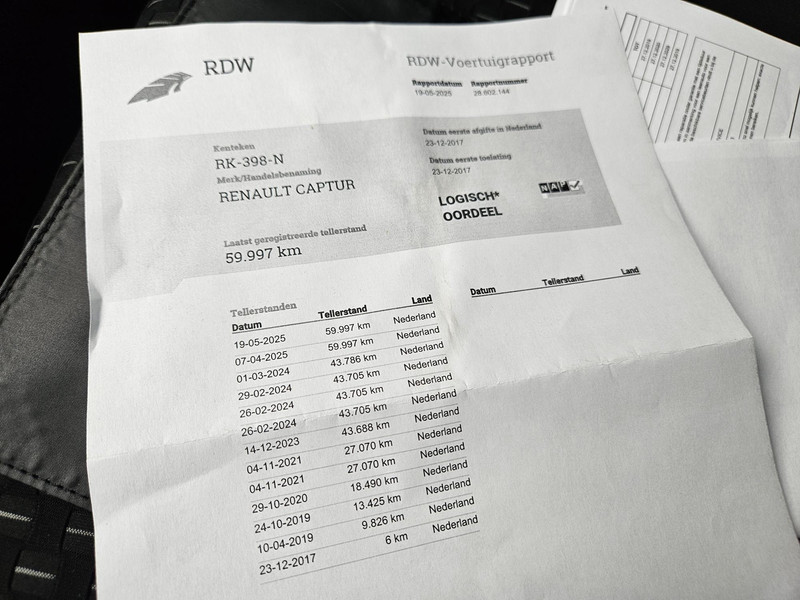 RDW
RDW-Voertuigrapport
Rapportdatum Rapportnummer
19-05-2025 28.602.144
Kenteken
RK-398-N
Merk/Handelsbenaming
RENAULT CAPTUR
Datum eerste afgifte in Nederland
23-12-2017
Datum eerste toelating
23-12-2017
LOGISCH*
OORDEEL
NAP
Laatst geregistreerde tellerstand
59.997 km
Tellerstanden
Datum Tellerstand Land
19-05-2025 59.997 km Nederland
07-04-2025 59.997 km Nederland
01-03-2024 43.786 km Nederland
29-02-2024 43.705 km Nederland
26-02-2024 43.705 km Nederland
26-02-2024 43.705 km Nederland
14-12-2023 43.688 km Nederland
04-11-2021 27.070 km Nederland
04-11-2021 27.070 km Nederland
29-10-2020 18.490 km Nederland
24-10-2019 13.425 km Nederland
10-04-2019 9.826 km Nederland
23-12-2017 6 km Nederland
Datum Tellerstand Land